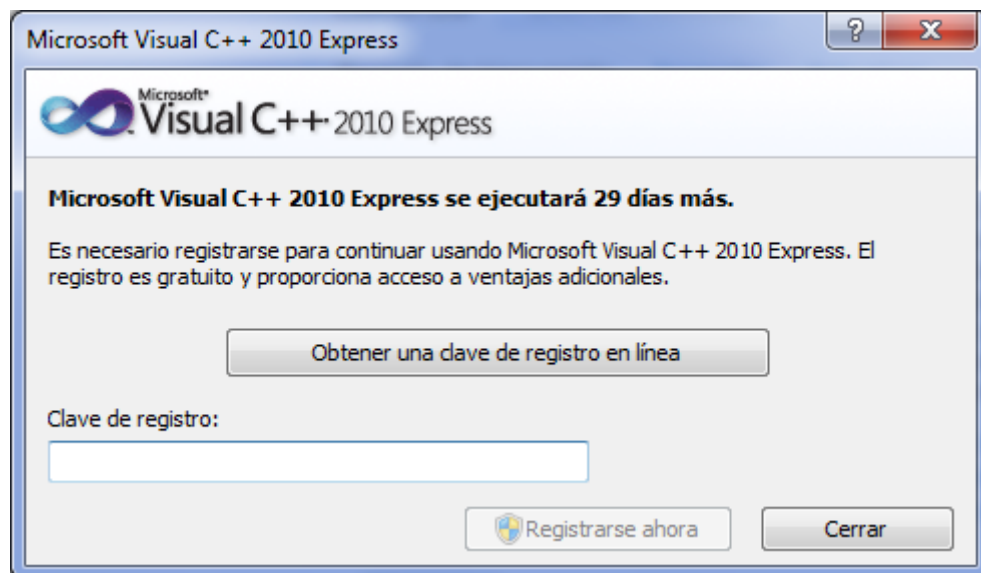 Microsoft Visual C++ 2010 Express
Microsoft®
Visual C++ 2010 Express
Microsoft Visual C++ 2010 Express se ejecutará 29 días más.
Es necesario registrarse para continuar usando Microsoft Visual C++ 2010 Express. El
registro es gratuito y proporciona acceso a ventajas adicionales.
Obtener una clave de registro en línea
Clave de registro:
Registrarse ahora
Cerrar